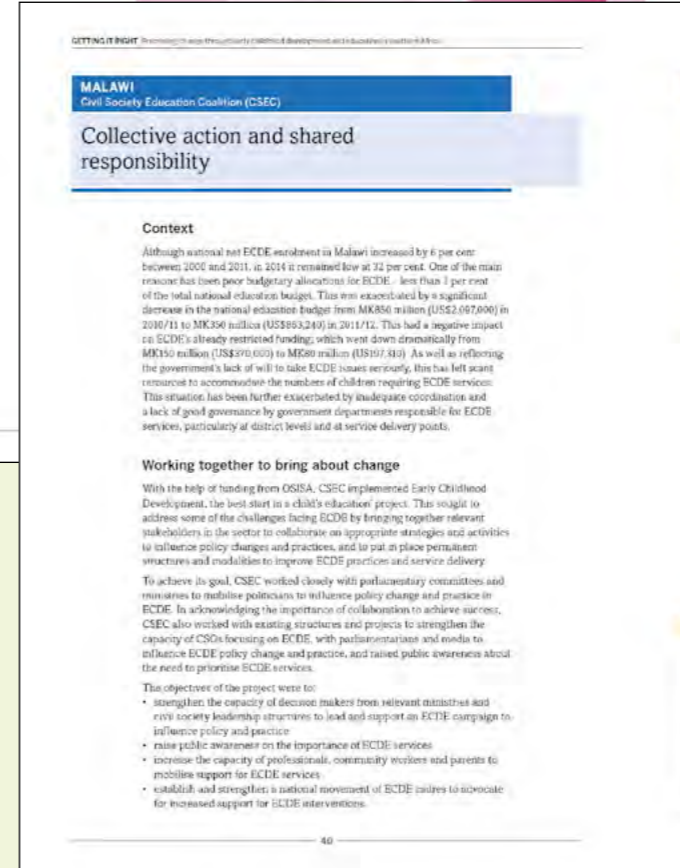 GETTING IT RIGHT Promoting change through early childhood development and education in southern Africa
MALAWI
Civil Society Education Coalition (CSEC)
Collective action and shared
responsibility
Context
Although national net ECDE enrolment in Malawi increased by 6 per cent
between 2000 and 2011, in 2014 it remained low at 32 per cent. One of the main
reasons has been poor budgetary allocations for ECDE – less than 1 per cent
of the total national education budget. This was exacerbated by a significant
decrease in the national education budget from MK850 million (US$2,097,000) in
2010/11 to MK350 million (US$863,240) in 2011/12. This had a negative impact
on ECDE's already restricted funding; which went down dramatically from
MK150 million (US$370,000) to MK80 million (US197,310). As well as reflecting
the government's lack of will to take ECDE issues seriously, this has left scant
resources to accommodate the numbers of children requiring ECDE services.
This situation has been further exacerbated by inadequate coordination and
a lack of good governance by government departments responsible for ECDE
services, particularly at district levels and at service delivery points.
Working together to bring about change
With the help of funding from OSISA, CSEC implemented Early Childhood
Development, the best start in a child's education' project. This sought to
address some of the challenges facing ECDE by bringing together relevant
stakeholders in the sector to collaborate on appropriate strategies and activities
to influence policy changes and practices, and to put in place permanent
structures and modalities to improve ECDE practices and service delivery.
To achieve its goal, CSEC worked closely with parliamentary committees and
ministries to mobilise politicians to influence policy change and practice in
ECDE. In acknowledging the importance of collaboration to achieve success,
CSEC also worked with existing structures and projects to strengthen the
capacity of CSOs focusing on ECDE, with parliamentarians and media to
influence ECDE policy change and practice, and raised public awareness about
the need to prioritise ECDE services.
The objectives of the project were to:
• strengthen the capacity of decision makers from relevant ministries and
civil society leadership structures to lead and support an ECDE campaign to
influence policy and practice
• raise public awareness on the importance of ECDE services
• increase the capacity of professionals, community workers and parents to
mobilise support for ECDE services
• establish and strengthen a national movement of ECDE cadres to advocate
for increased support for ECDE interventions.
40